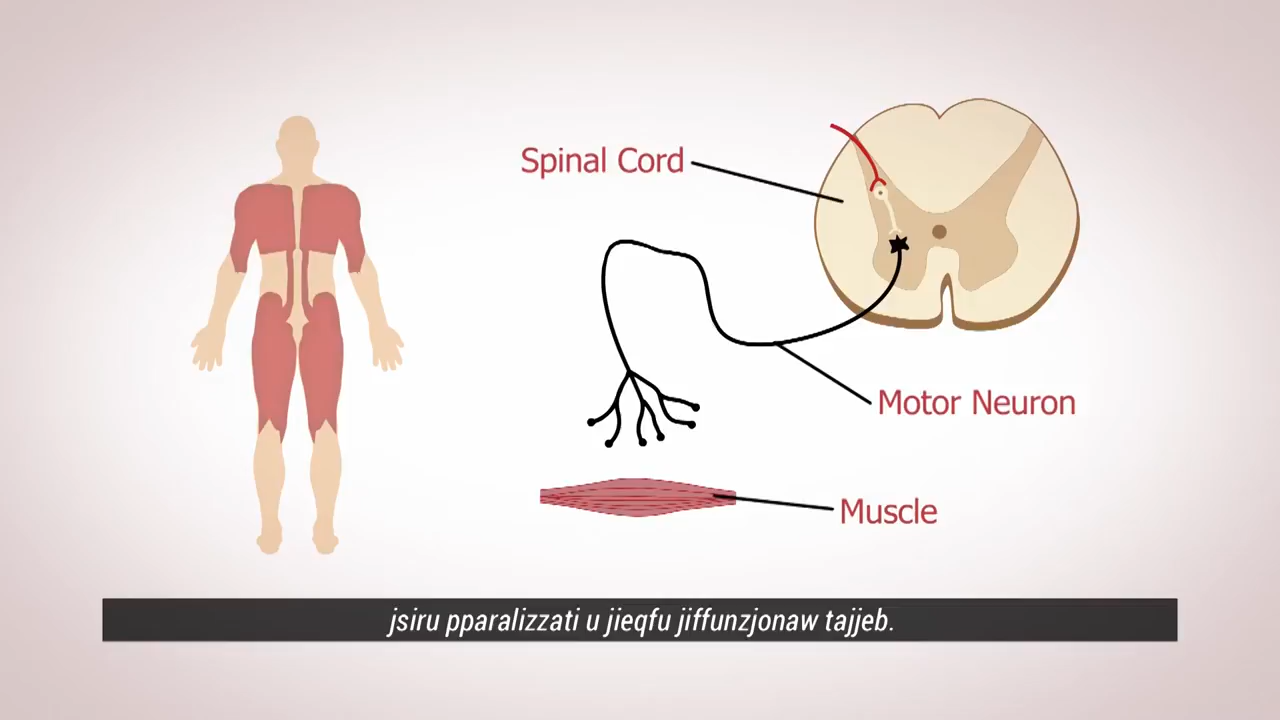 Spinal Cord
Motor Neuron
Muscle
jsiru pparalizzati u jieqfu jiffunzjonaw tajjeb.